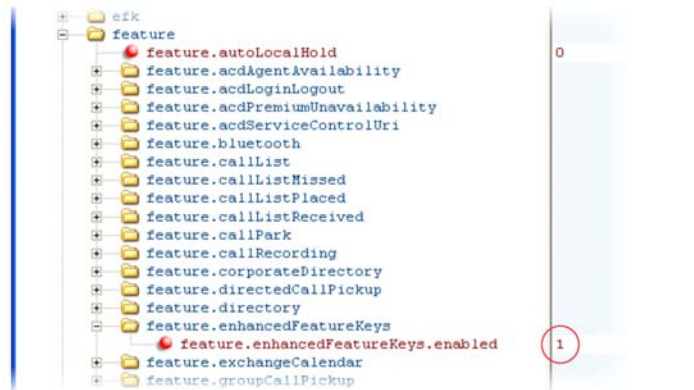 efk
feature
feature.autoLocalHold 0
feature.acdAgentAvailability
feature.acdLoginLogout
feature.acdPremiumUnavailability
feature.acdServiceControlUri
feature.bluetooth
feature.callList
feature.callListMissed
feature.callListPlaced
feature.callListReceived
feature.callPark
feature.callRecording
feature.corporateDirectory
feature.directedCallPickup
feature.directory
feature.enhancedFeatureKeys
feature.enhancedFeatureKeys.enabled 1
feature.exchangeCalendar
feature.groupCallPickup